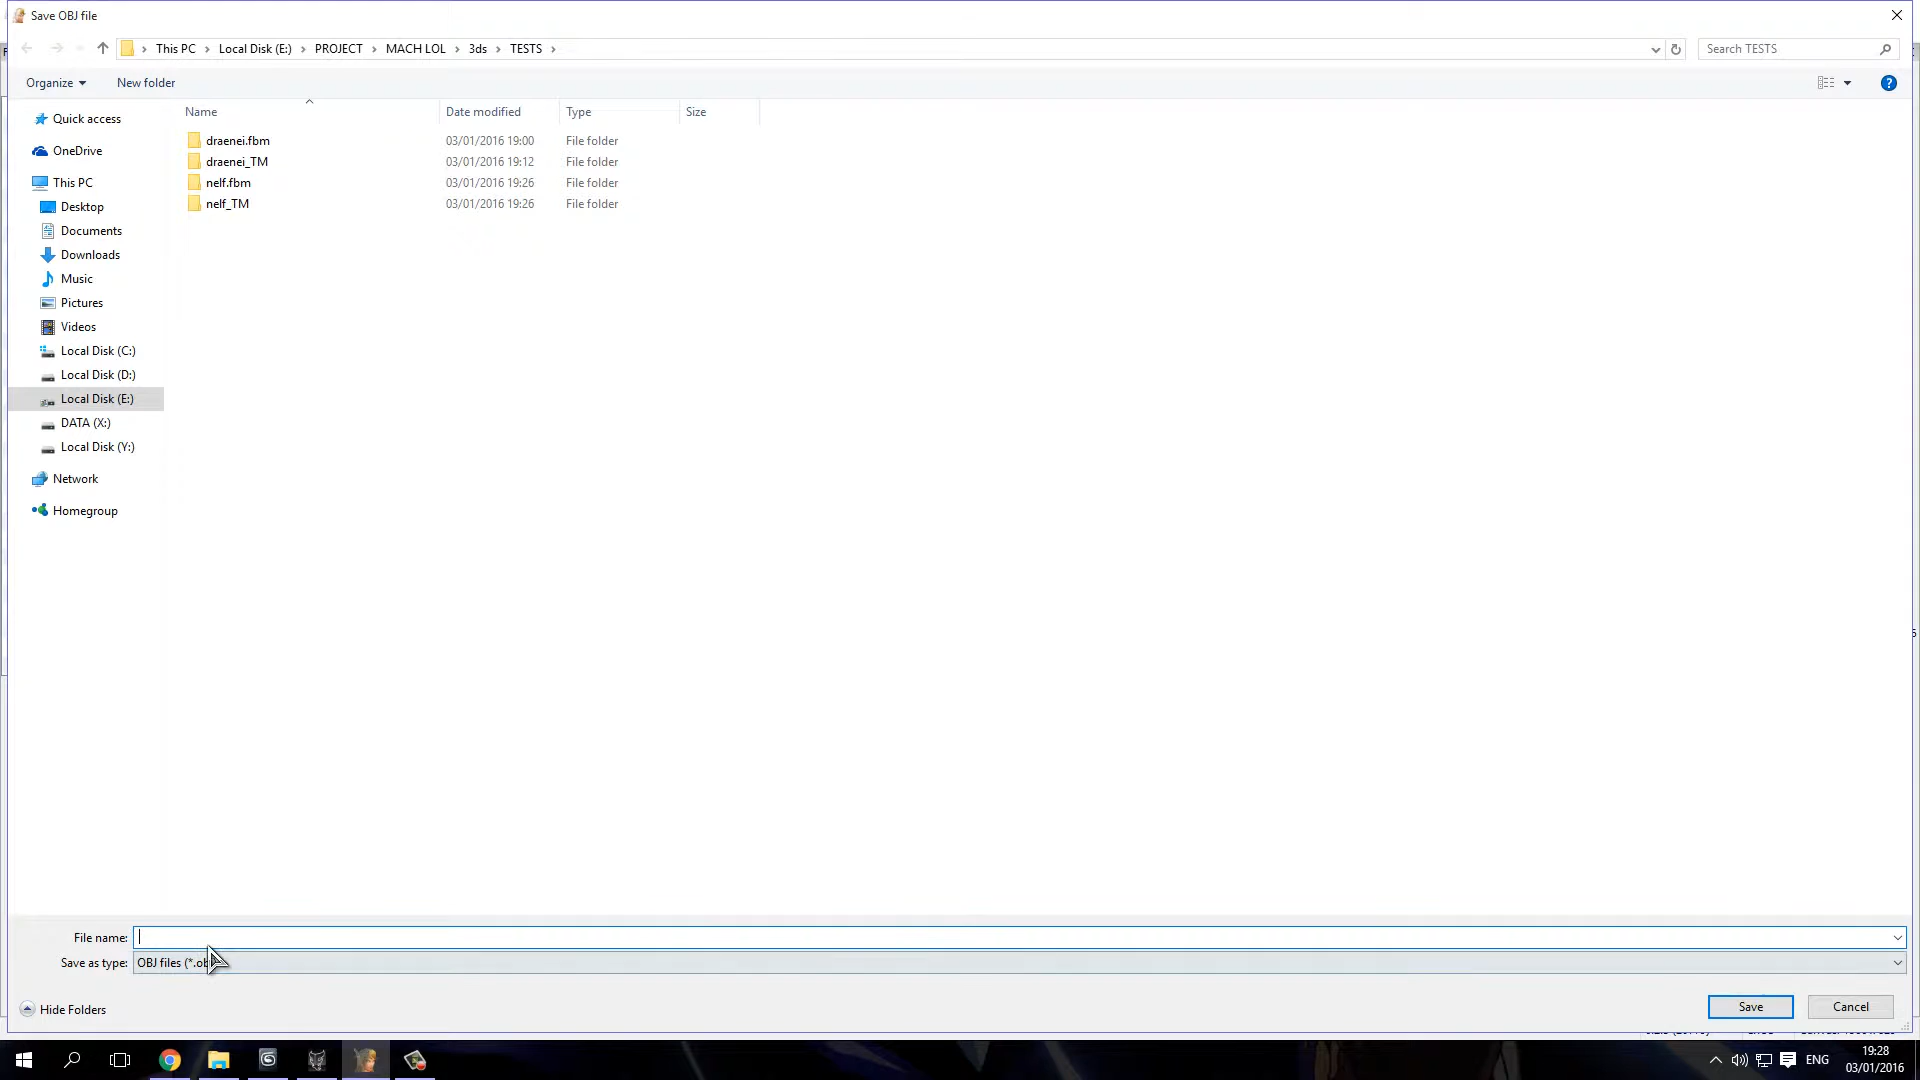 Save OBJ file
This PC > Local Disk (E:) > PROJECT > MACH LOL > 3ds > TESTS >
Search TESTS
Organize
New folder
Name
Date modified
Type
Size
Quick access
OneDrive
This PC
Desktop
Documents
Downloads
Music
Pictures
Videos
Local Disk (C:)
Local Disk (D:)
Local Disk (E:)
DATA (X:)
Local Disk (Y:)
Network
Homegroup
draenei.fbm 03/01/2016 19:00 File folder
draenei_TM 03/01/2016 19:12 File folder
nelf.fbm 03/01/2016 19:26 File folder
nelf_TM 03/01/2016 19:26 File folder
File name:
Save as type: OBJ files (*.ob
Hide Folders
Save
Cancel
ENG
19:28
03/01/2016